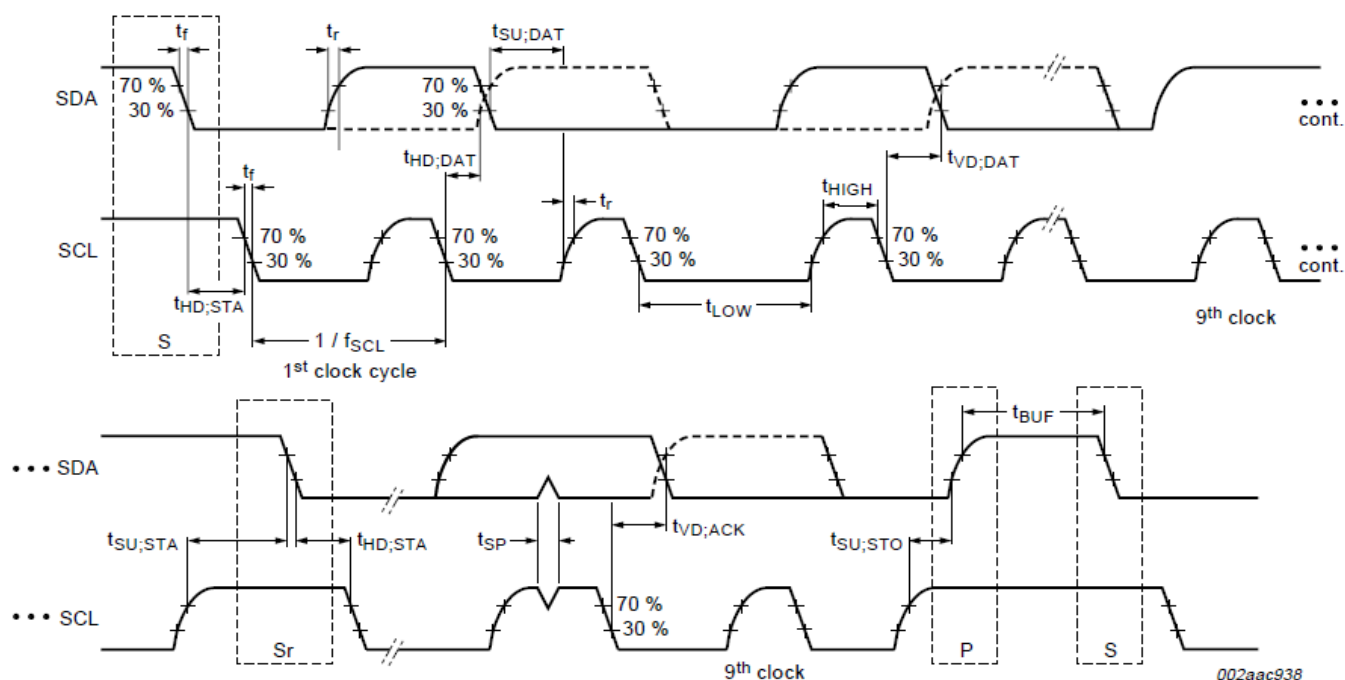 tf tr tSU;DAT
70 % 70 %
SDA
30 % 30 %
• • •
cont.
tHD;DAT tVD;DAT
tf tr tHIGH
SCL 70 % 70 % 70 % 70 %
30 % 30 % 30 % 30 %
• • •
cont.
tHD;STA tLOW
S 1 / fSCL 9th clock
1st clock cycle
tBUF
• • • SDA
tSU;STA tHD;STA tSP tVD;ACK tSU;STO
• • • SCL 70 %
30 %
Sr P S
9th clock
002aac938